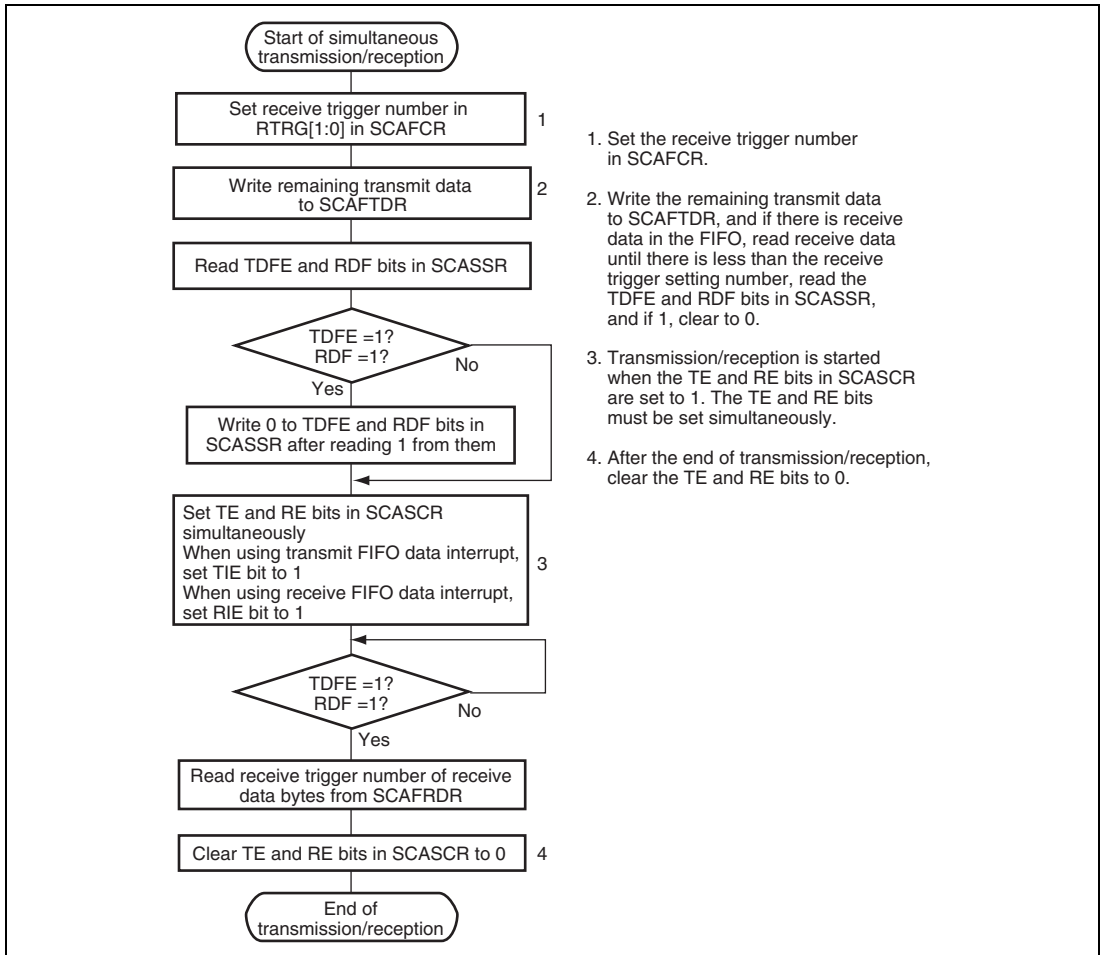 Start of simultaneous
transmission/reception
Set receive trigger number in
RTRG[1:0] in SCAFCR
1
Write remaining transmit data
to SCAFTDR
2
Read TDFE and RDF bits in SCASSR
TDFE =1?
RDF =1?
No
Yes
Write 0 to TDFE and RDF bits in
SCASSR after reading 1 from them
Set TE and RE bits in SCASCR
simultaneously
When using transmit FIFO data interrupt,
set TIE bit to 1
When using receive FIFO data interrupt,
set RIE bit to 1
3
TDFE =1?
RDF =1?
No
Yes
Read receive trigger number of receive
data bytes from SCAFRDR
Clear TE and RE bits in SCASCR to 0
4
End of
transmission/reception
1. Set the receive trigger number
in SCAFCR.
2. Write the remaining transmit data
to SCAFTDR, and if there is receive
data in the FIFO, read receive data
until there is less than the receive
trigger setting number, read the
TDFE and RDF bits in SCASSR,
and if 1, clear to 0.
3. Transmission/reception is started
when the TE and RE bits in SCASCR
are set to 1. The TE and RE bits
must be set simultaneously.
4. After the end of transmission/reception,
clear the TE and RE bits to 0.